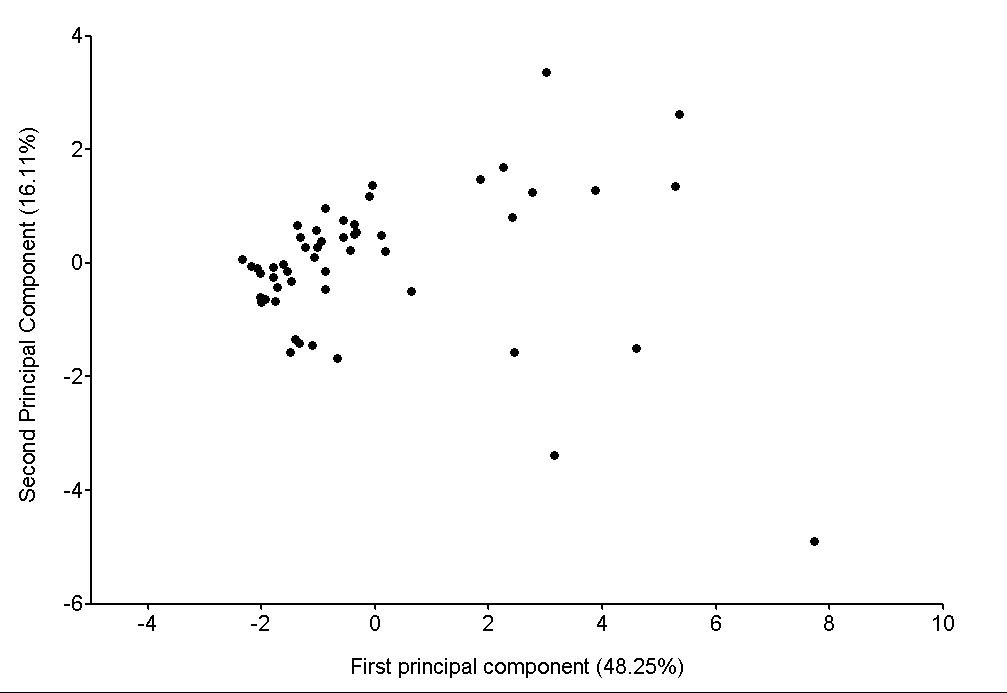 4
2
0
-2
-4
-6
Second Principal Component (16.11%)
-4 -2 0 2 4 6 8 10
First principal component (48.25%)